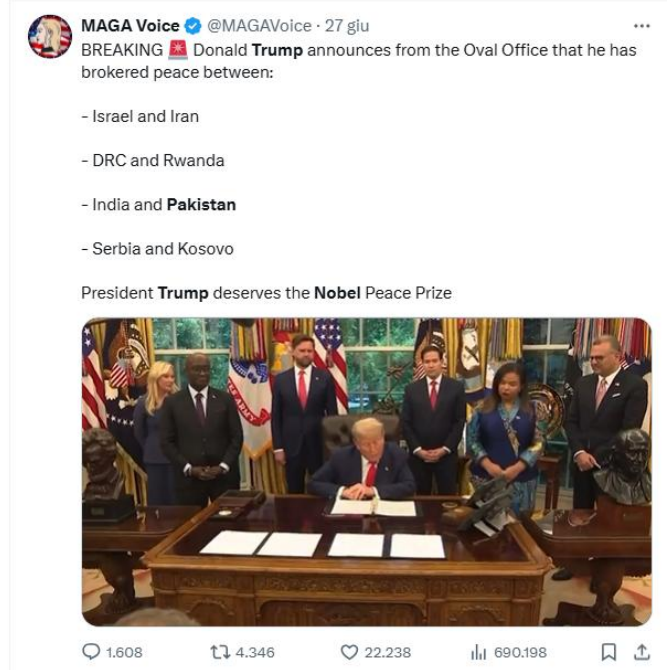 MAGA Voice @MAGAVoice · 27 giu
BREAKING 🚨 Donald Trump announces from the Oval Office that he has
brokered peace between:
- Israel and Iran
- DRC and Rwanda
- India and Pakistan
- Serbia and Kosovo
President Trump deserves the Nobel Peace Prize
1.608 4.346 22.238 690.198